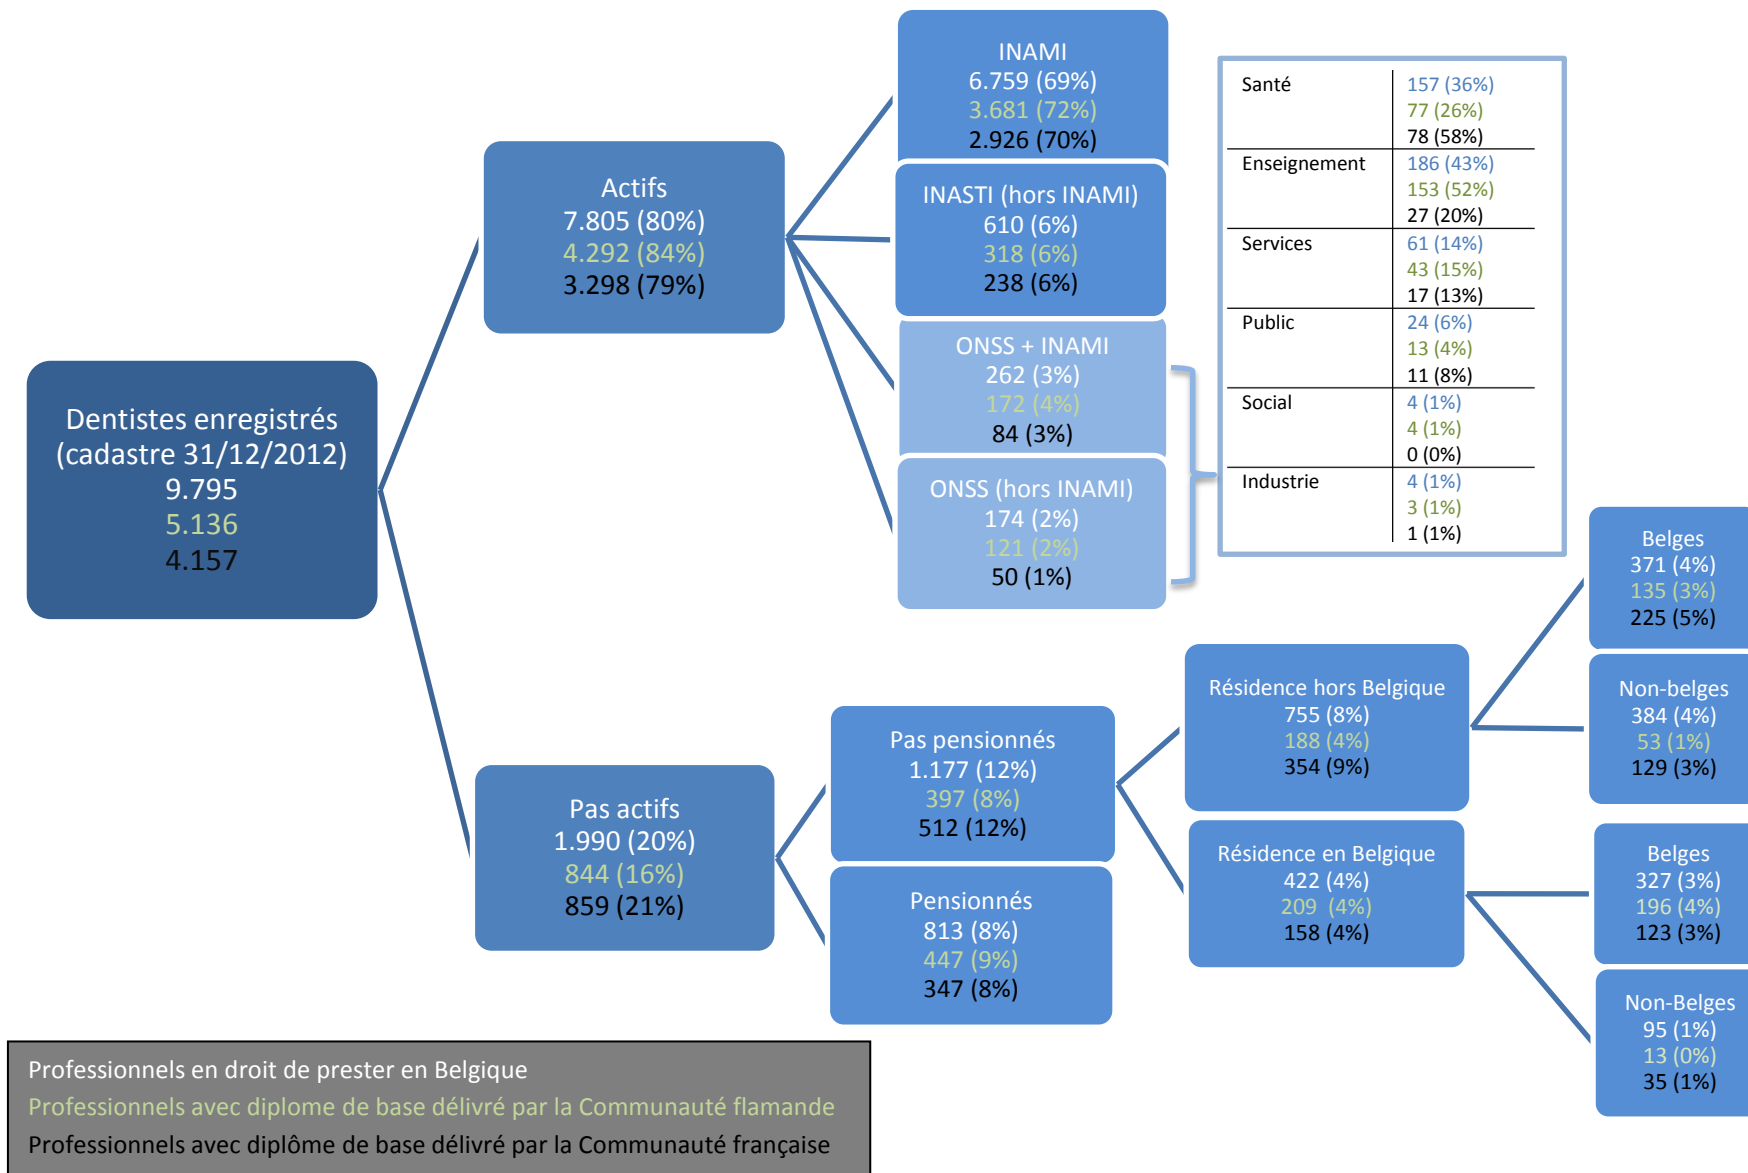 Dentistes enregistrés
(cadastre 31/12/2012)
9.795
5.136
4.157
Actifs
7.805 (80%)
4.292 (84%)
3.298 (79%)
Pas actifs
1.990 (20%)
844 (16%)
859 (21%)
INAMI
6.759 (69%)
3.681 (72%)
2.926 (70%)
INASTI (hors INAMI)
610 (6%)
318 (6%)
238 (6%)
ONSS + INAMI
262 (3%)
172 (4%)
84 (3%)
ONSS (hors INAMI)
174 (2%)
121 (2%)
50 (1%)
Santé 157 (36%)
77 (26%)
78 (58%)
Enseignement 186 (43%)
153 (52%)
27 (20%)
Services 61 (14%)
43 (15%)
17 (13%)
Public 24 (6%)
13 (4%)
11 (8%)
Social 4 (1%)
4 (1%)
0 (0%)
Industrie 4 (1%)
3 (1%)
1 (1%)
Pas pensionnés
1.177 (12%)
397 (8%)
512 (12%)
Pensionnés
813 (8%)
447 (9%)
347 (8%)
Résidence hors Belgique
755 (8%)
188 (4%)
354 (9%)
Résidence en Belgique
422 (4%)
209 (4%)
158 (4%)
Belges
371 (4%)
135 (3%)
225 (5%)
Non-belges
384 (4%)
53 (1%)
129 (3%)
Belges
327 (3%)
196 (4%)
123 (3%)
Non-Belges
95 (1%)
13 (0%)
35 (1%)
Professionnels en droit de prester en Belgique
Professionnels avec diplome de base délivré par la Communauté flamande
Professionnels avec diplôme de base délivré par la Communauté française